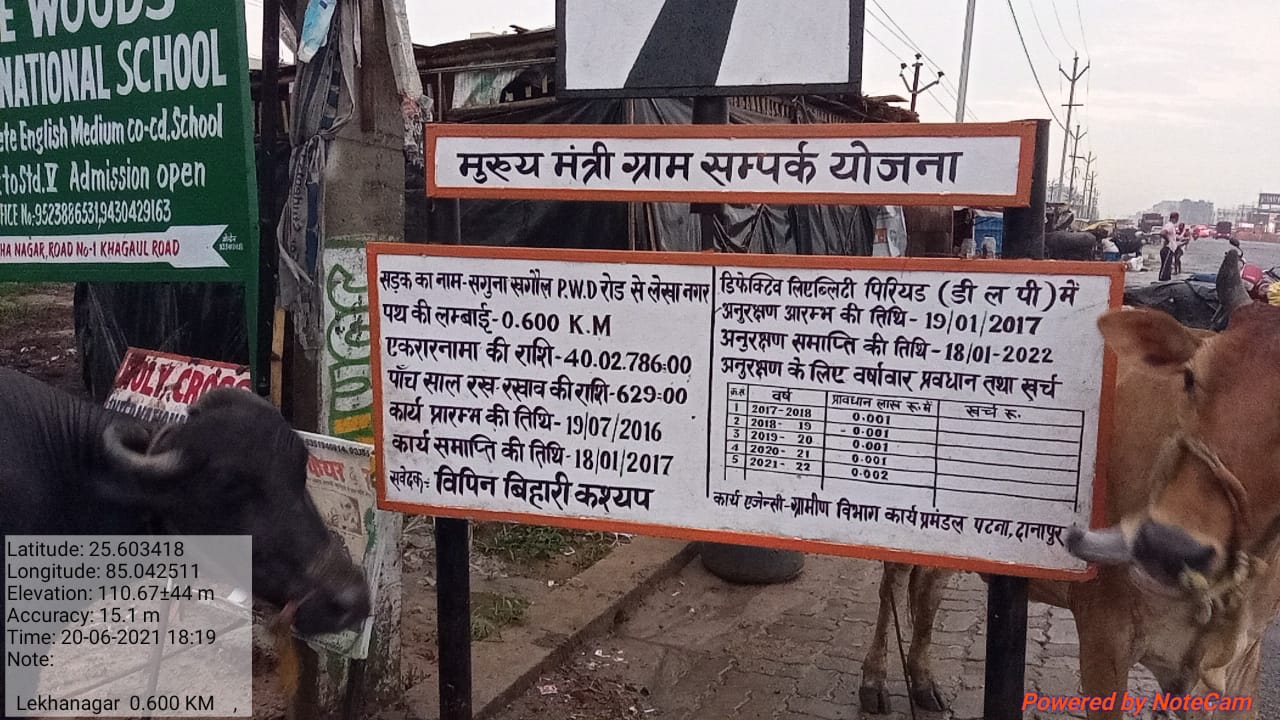 E WOODS
NATIONAL SCHOOL
ete English Medium co-cd.School
to Std.V Admission open
FICE No:9523886531,9430429163
HA NAGAR,ROAD No-1 KHAGAUL ROAD
HOLY CROSS
मुख्य मंत्री ग्राम सम्पर्क योजना
सड़क का नाम-सगुना सगौल P.W.D रोड से लेखा नगर
पथ की लम्बाई-0.600 K.M
एकरारनामा की राशि-40.02.786=00
पाँच साल रख-रखाव की राशि-629=00
कार्य प्रारम्भ की तिथि-19/07/2016
कार्य समाप्ति की तिथि-18/01/2017
संवेदक:- विपिन बिहारी कश्यप
डिफेक्टिव लिएब्लिटी पिरियड (डी ल पी) में
अनुरक्षण आरम्भ की तिथि-19/01/2017
अनुरक्षण समाप्ति की तिथि-18/01-2022
अनुरक्षण के लिए वर्षावार प्रवधान तथा खर्च
क्र.सं वर्ष प्रावधान लाख रू.में खर्च रू.
1 2017-2018 0.001
2 2018- 19 -0.001
3 2019- 20 0.001
4 2020- 21 0.001
5 2021- 22 0.002
कार्य एजेन्सी-ग्रामीण विभाग कार्य प्रमंडल पटना, दानापुर
Latitude: 25.603418
Longitude: 85.042511
Elevation: 110.67±44 m
Accuracy: 15.1 m
Time: 20-06-2021 18:19
Note:
Lekhanagar 0.600 KM ,
Powered by NoteCam